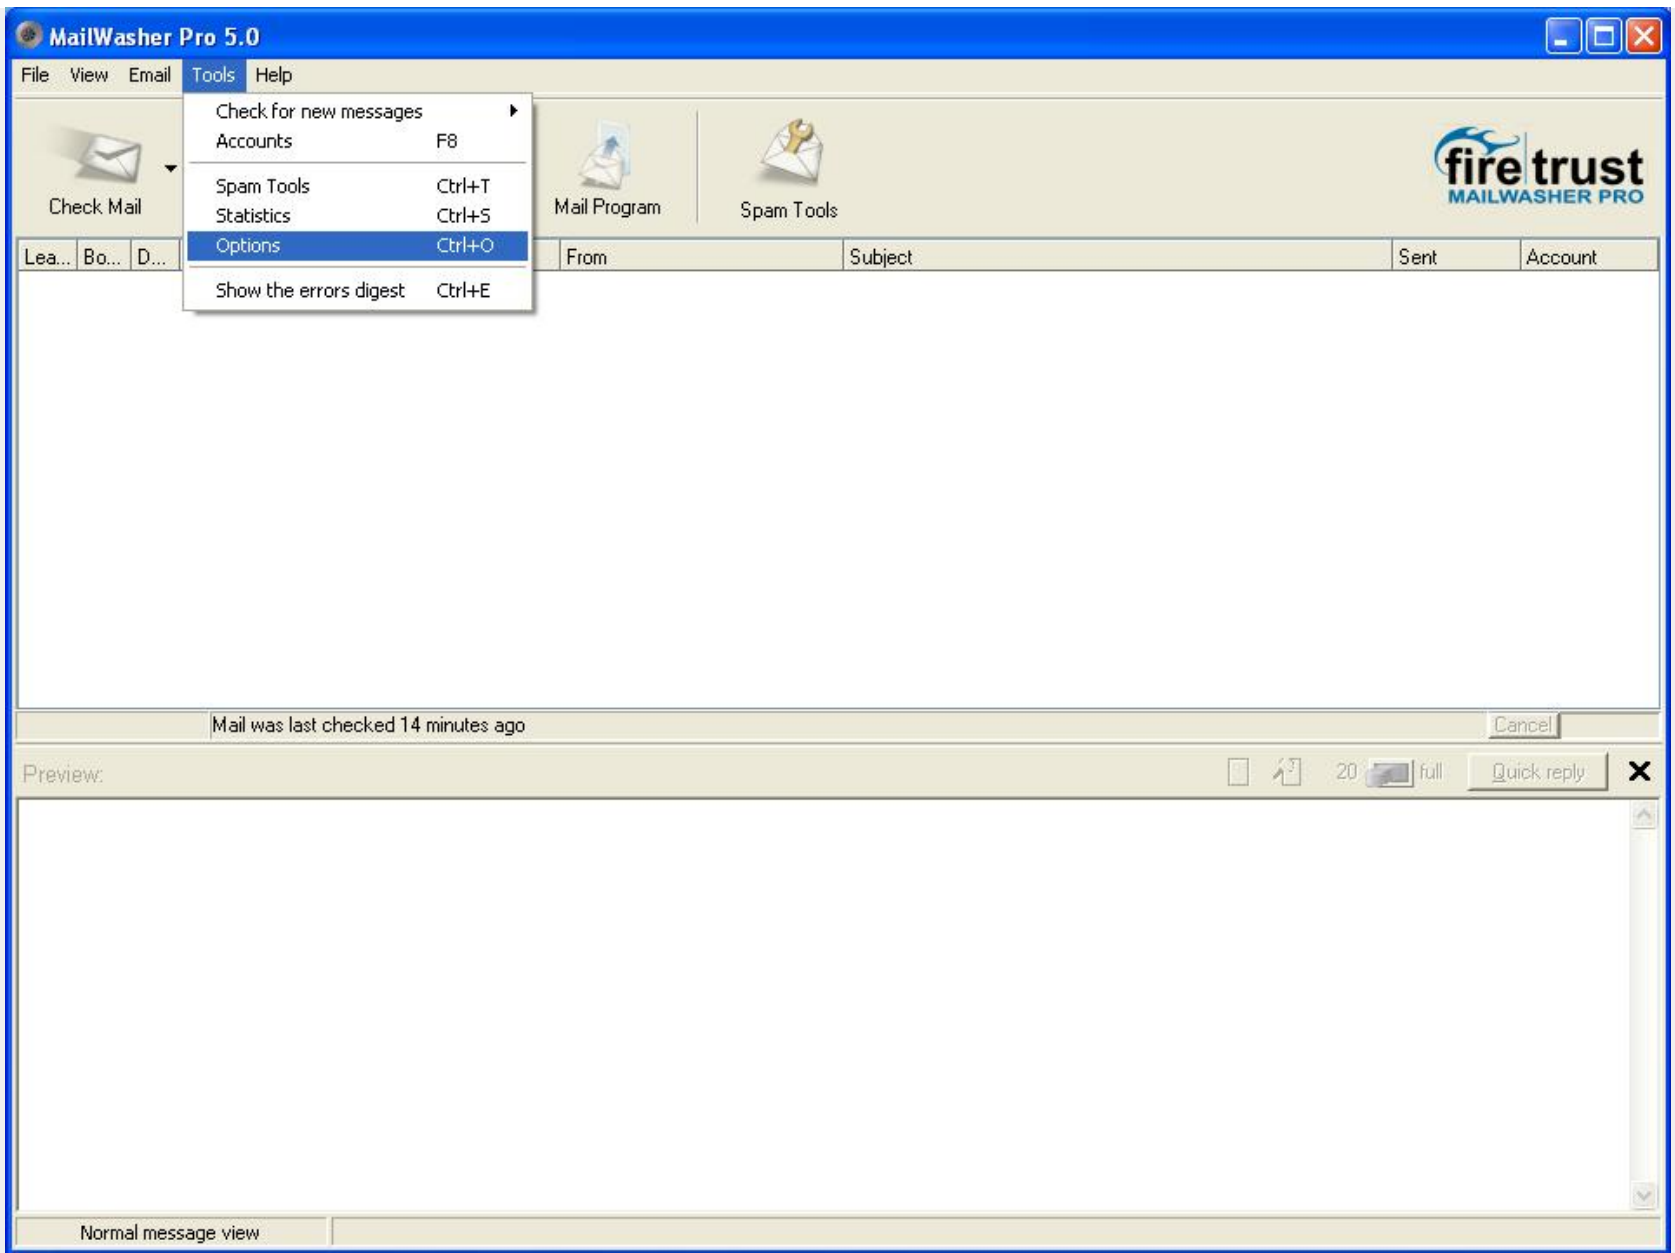 MailWasher Pro 5.0
File View Email Tools Help
Check for new messages
Accounts F8
Spam Tools Ctrl+T
Statistics Ctrl+S
Options Ctrl+O
Show the errors digest Ctrl+E
Check Mail
Mail Program
Spam Tools
fire trust
MAILWASHER PRO
Lea... Bo... D... From Subject Sent Account
Mail was last checked 14 minutes ago Cancel
Preview: 20 full Quick reply
Normal message view